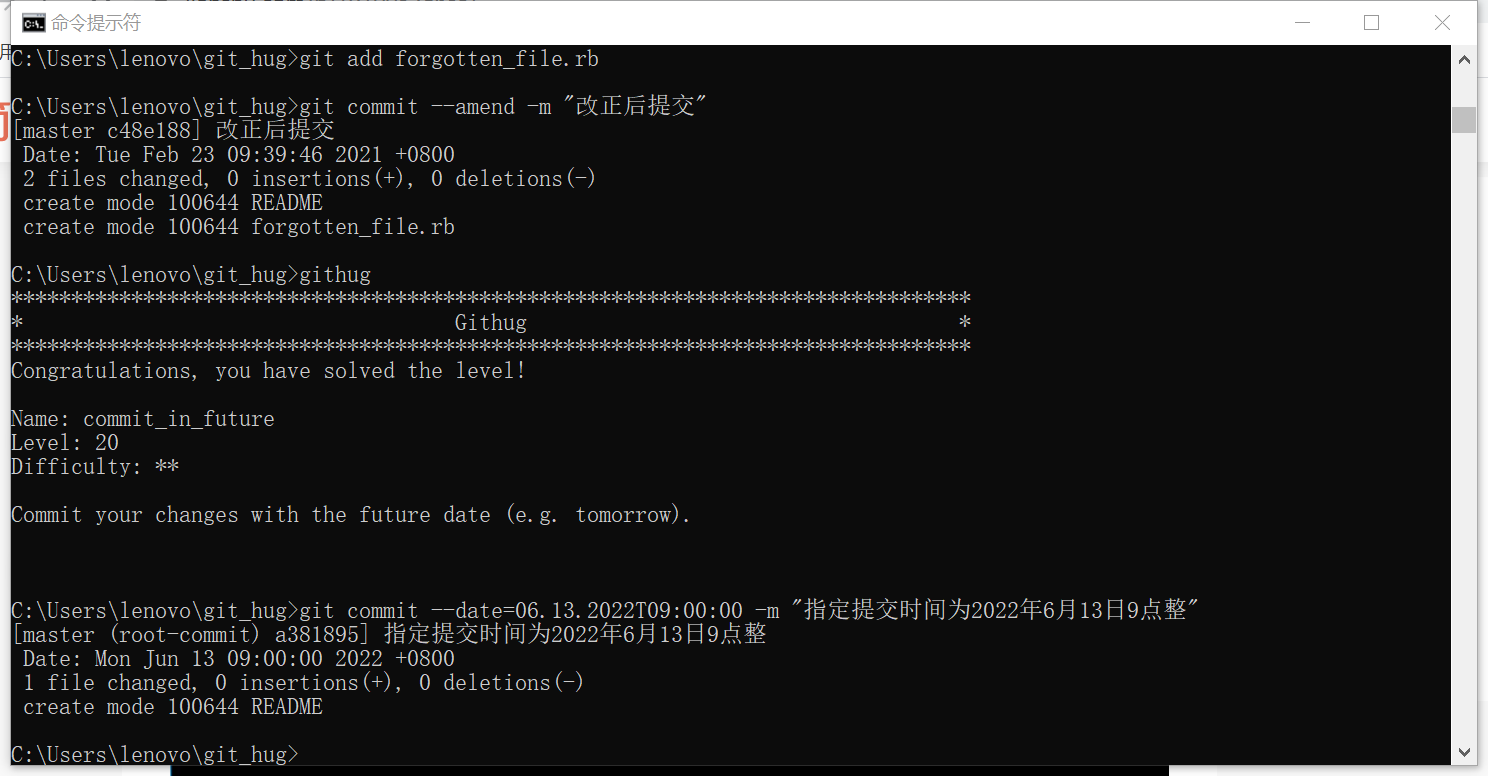 命令提示符
用
C:\Users\lenovo\git_hug>git add forgotten_file.rb
C:\Users\lenovo\git_hug>git commit --amend -m "改正后提交"
[master c48e188] 改正后提交
Date: Tue Feb 23 09:39:46 2021 +0800
2 files changed, 0 insertions(+), 0 deletions(-)
create mode 100644 README
create mode 100644 forgotten_file.rb
C:\Users\lenovo\git_hug>githug
********************************************************************************
* Githug *
********************************************************************************
Congratulations, you have solved the level!
Name: commit_in_future
Level: 20
Difficulty: **
Commit your changes with the future date (e.g. tomorrow).
C:\Users\lenovo\git_hug>git commit --date=06.13.2022T09:00:00 -m "指定提交时间为2022年6月13日9点整"
[master (root-commit) a381895] 指定提交时间为2022年6月13日9点整
Date: Mon Jun 13 09:00:00 2022 +0800
1 file changed, 0 insertions(+), 0 deletions(-)
create mode 100644 README
C:\Users\lenovo\git_hug>